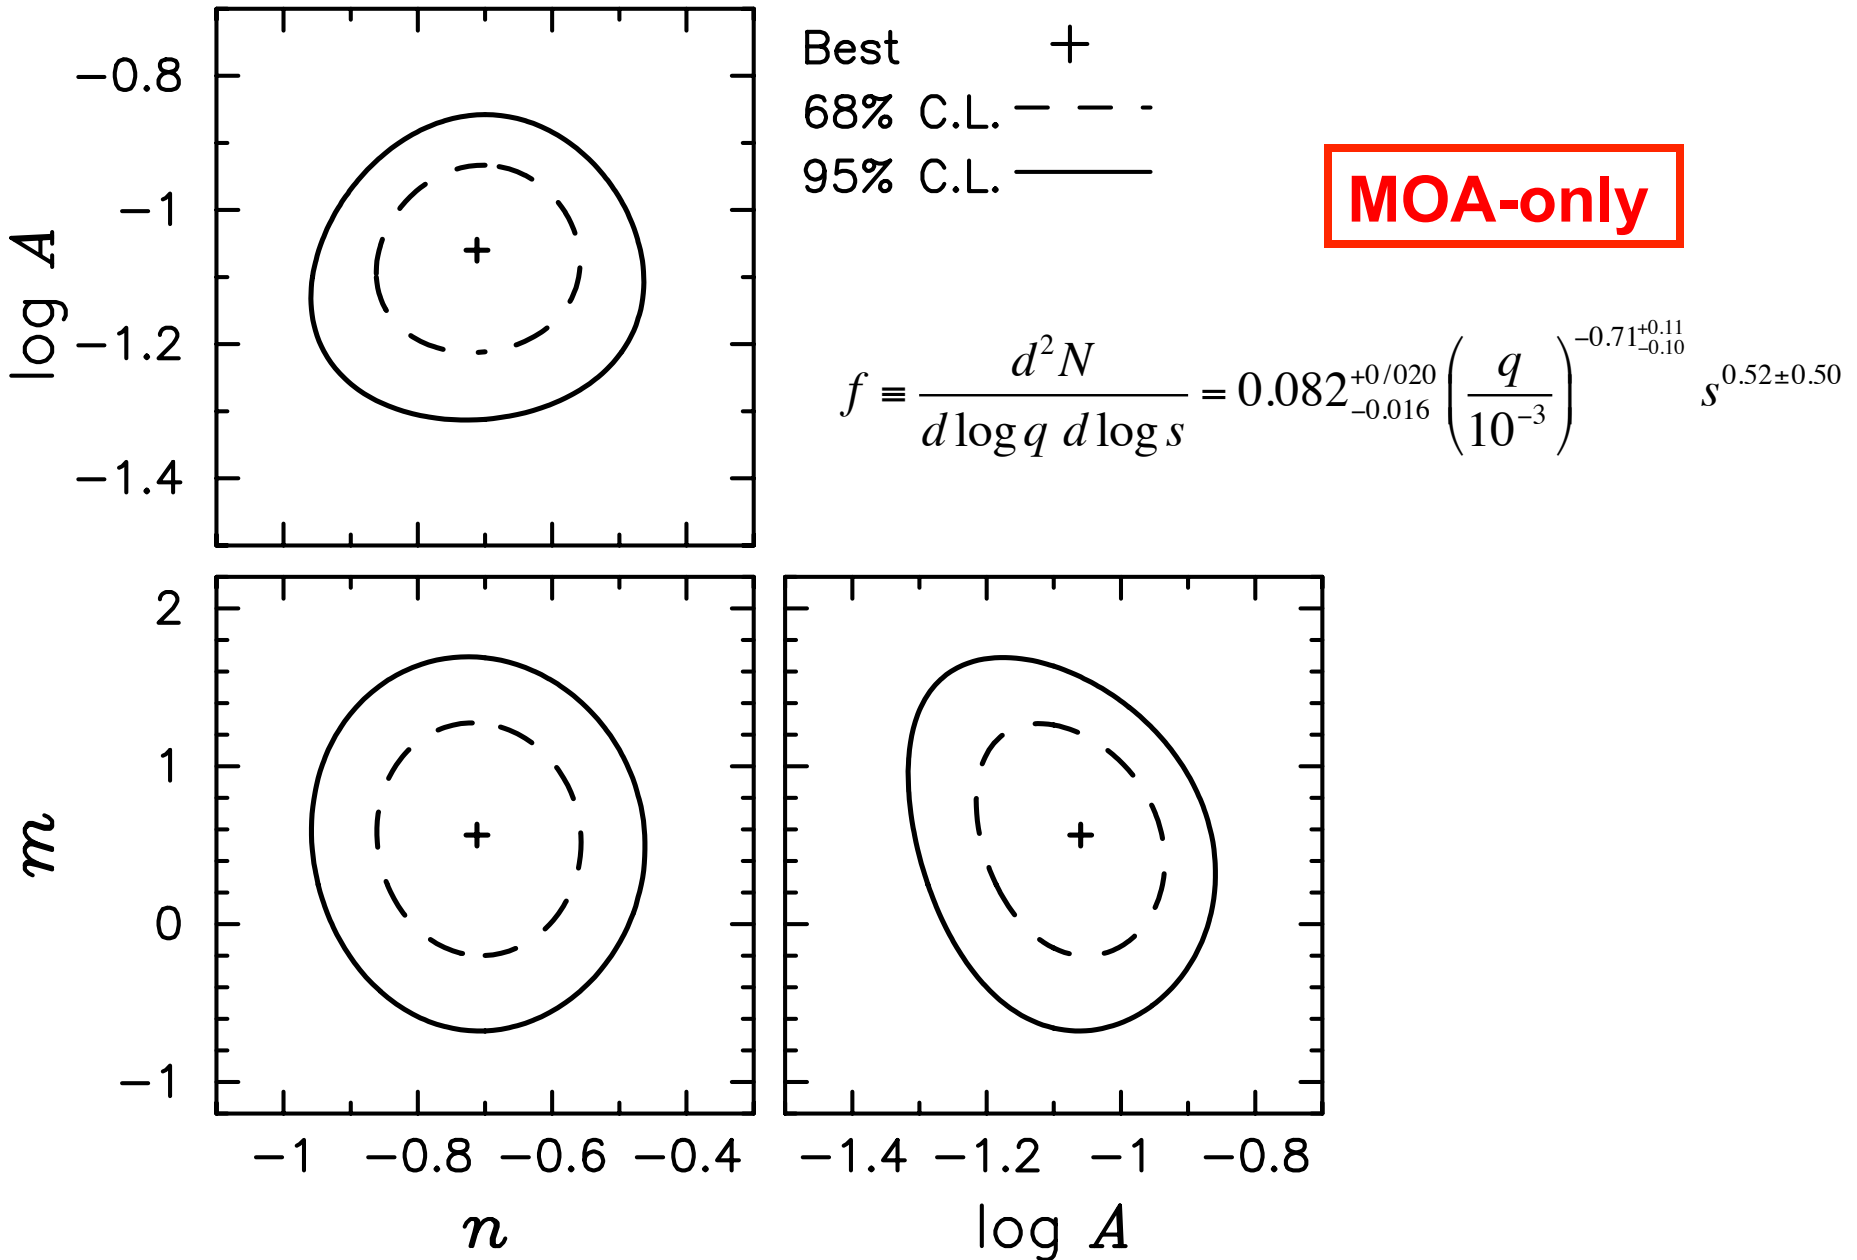 Best +
68% C.L.
95% C.L.
MOA-only
f ≡ d²N / d log q d log s = 0.082 +0/020 −0.016 (q / 10⁻³) −0.71 +0.11 −0.10 s 0.52±0.50
log A
−0.8
−1
−1.2
−1.4
m
2
1
0
−1
−1 −0.8 −0.6 −0.4
n
−1.4 −1.2 −1 −0.8
log A